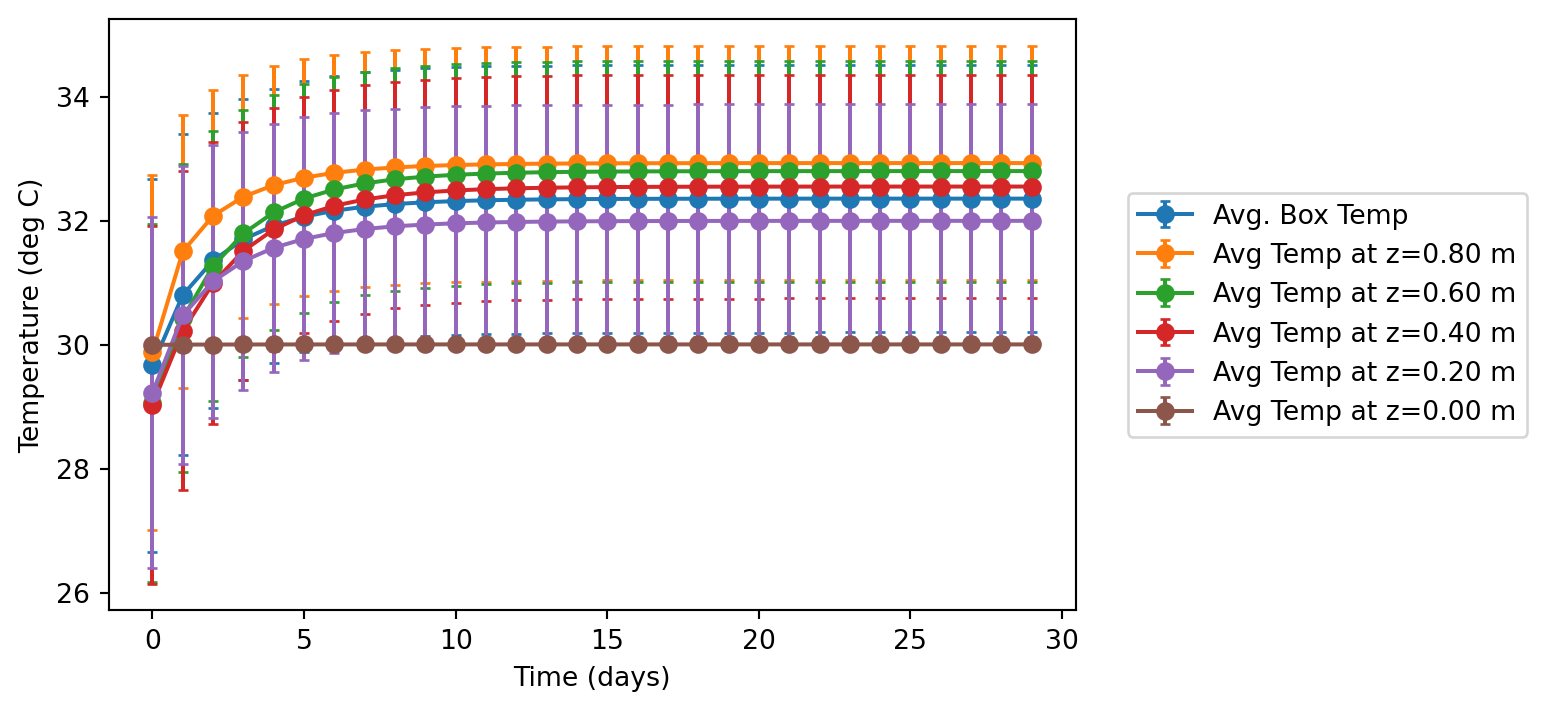 Temperature (deg C)
34
32
30
28
26
0 5 10 15 20 25 30
Time (days)
Avg. Box Temp
Avg Temp at z=0.80 m
Avg Temp at z=0.60 m
Avg Temp at z=0.40 m
Avg Temp at z=0.20 m
Avg Temp at z=0.00 m